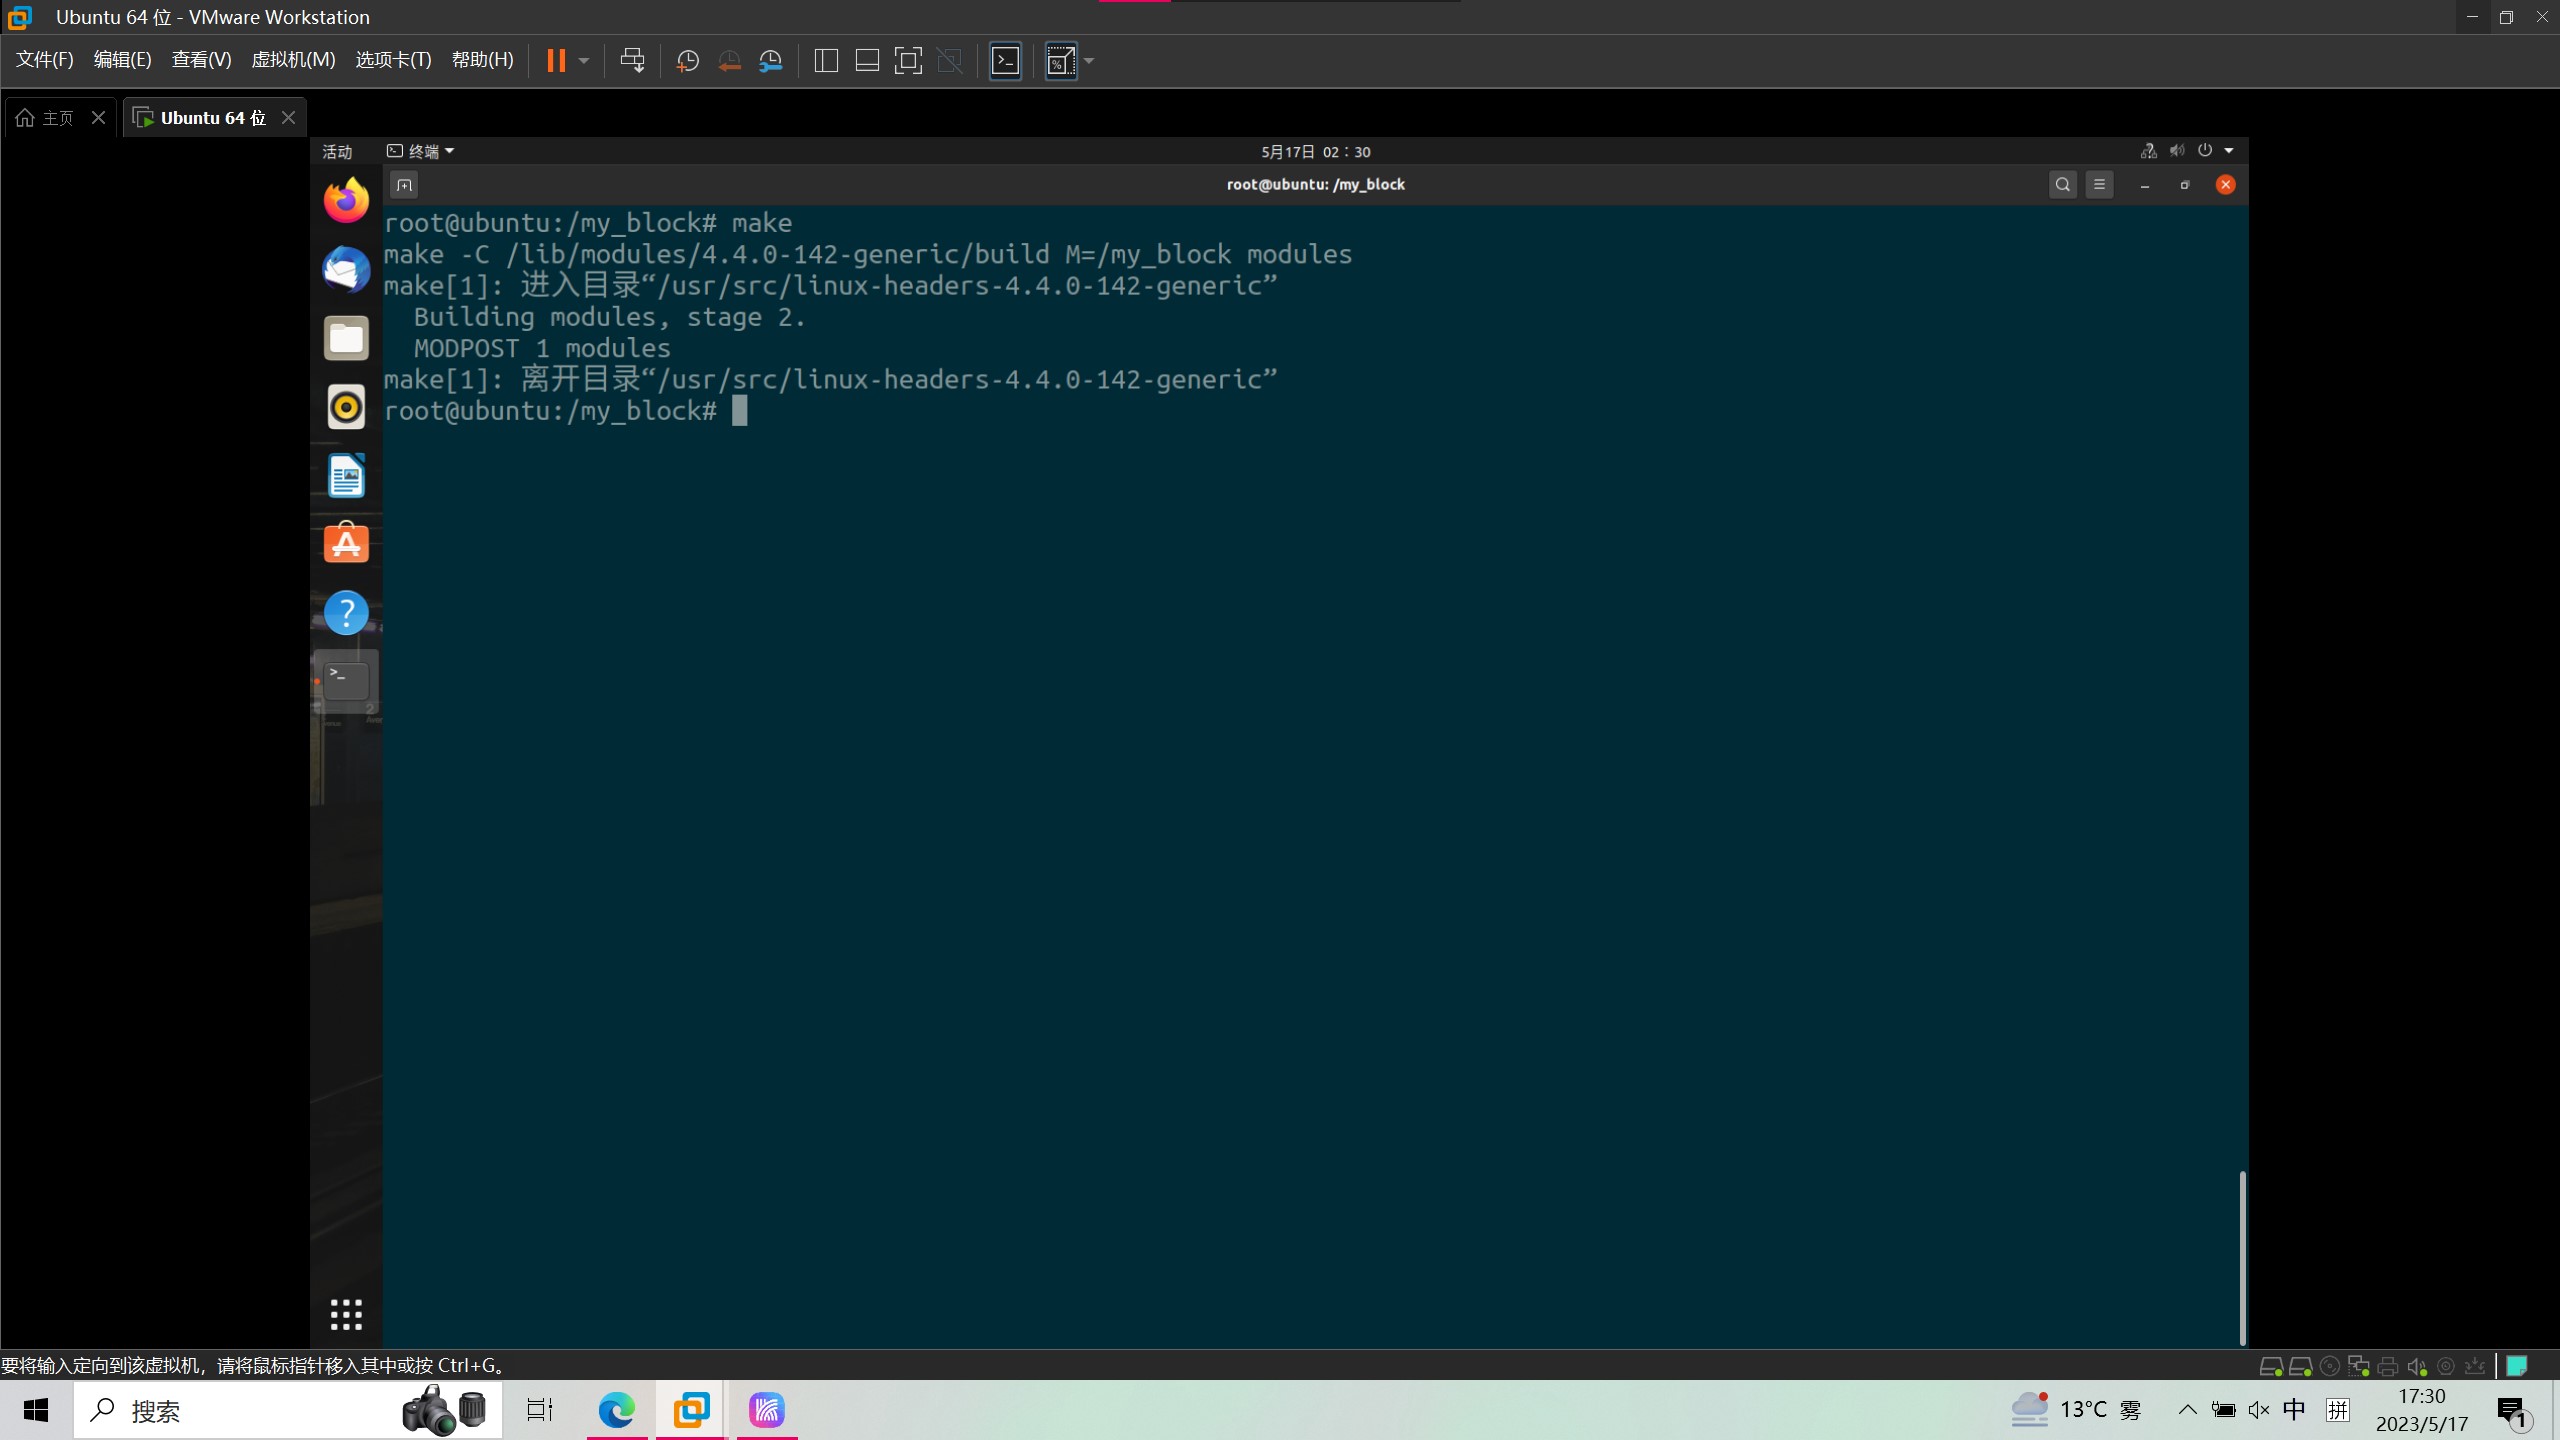 Ubuntu 64 位 - VMware Workstation
文件(F) 编辑(E) 查看(V) 虚拟机(M) 选项卡(T) 帮助(H)
主页 Ubuntu 64 位
活动 终端 5月17日 02：30
root@ubuntu: /my_block
root@ubuntu:/my_block# make
make -C /lib/modules/4.4.0-142-generic/build M=/my_block modules
make[1]: 进入目录“/usr/src/linux-headers-4.4.0-142-generic”
Building modules, stage 2.
MODPOST 1 modules
make[1]: 离开目录“/usr/src/linux-headers-4.4.0-142-generic”
root@ubuntu:/my_block#
要将输入定向到该虚拟机，请将鼠标指针移入其中或按 Ctrl+G。
搜索 13°C 雾 中 拼 17:30
2023/5/17 1